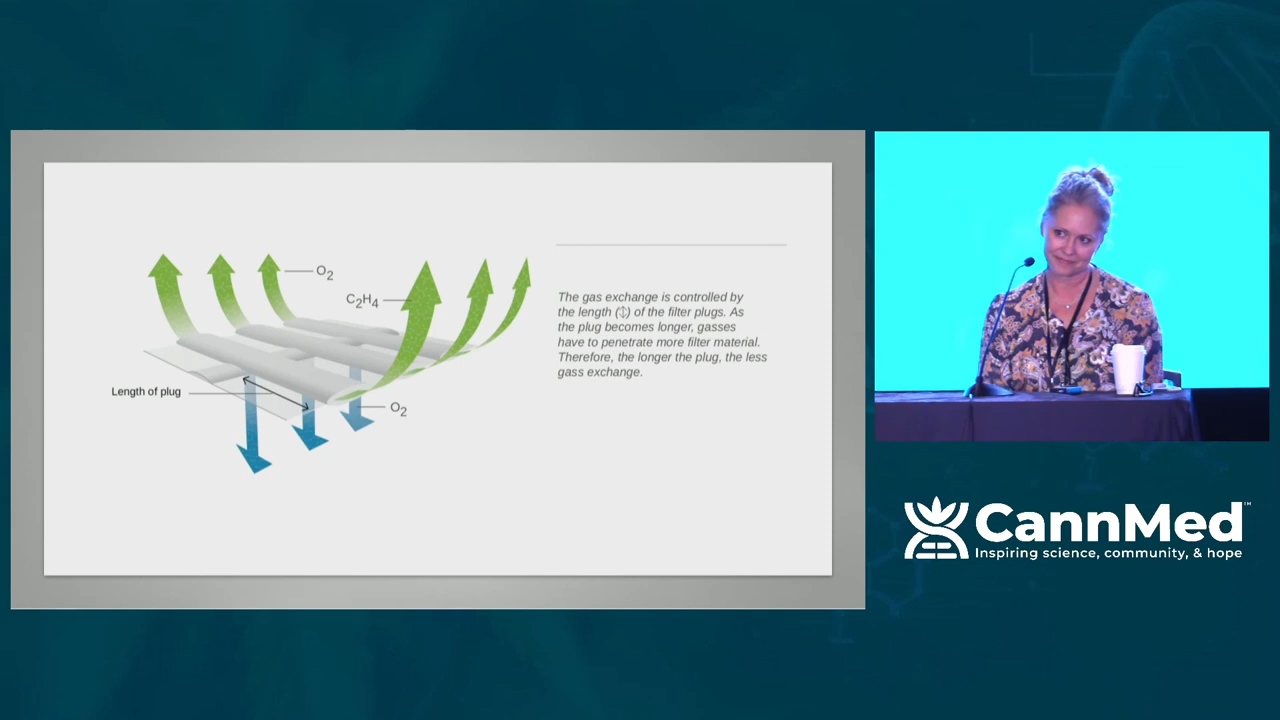 O2
C2H4
Length of plug
O2
The gas exchange is controlled by
the length (↕) of the filter plugs. As
the plug becomes longer, gasses
have to penetrate more filter material.
Therefore, the longer the plug, the less
gass exchange.
CannMed™
Inspiring science, community, & hope